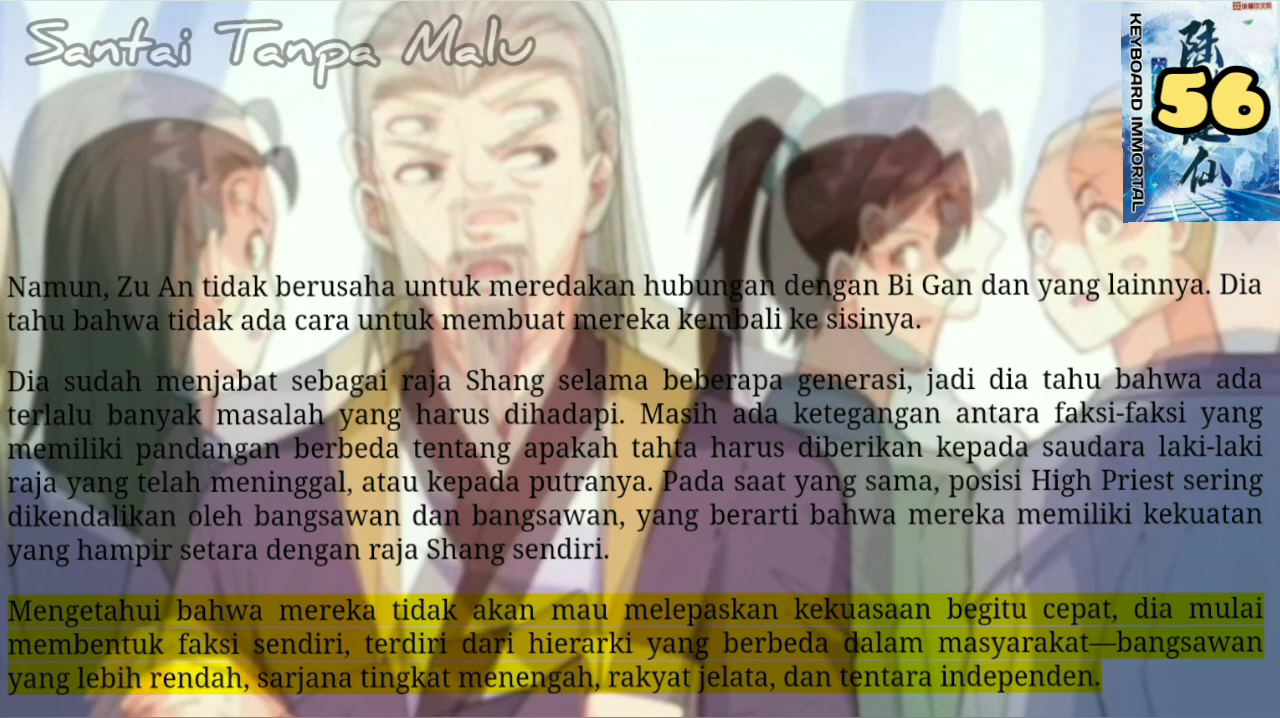 Santai Tanpa Malu
KEYBOARD IMMORTAL
56
Namun, Zu An tidak berusaha untuk meredakan hubungan dengan Bi Gan dan yang lainnya. Dia
tahu bahwa tidak ada cara untuk membuat mereka kembali ke sisinya.
Dia sudah menjabat sebagai raja Shang selama beberapa generasi, jadi dia tahu bahwa ada
terlalu banyak masalah yang harus dihadapi. Masih ada ketegangan antara faksi-faksi yang
memiliki pandangan berbeda tentang apakah tahta harus diberikan kepada saudara laki-laki
raja yang telah meninggal, atau kepada putranya. Pada saat yang sama, posisi High Priest sering
dikendalikan oleh bangsawan dan bangsawan, yang berarti bahwa mereka memiliki kekuatan
yang hampir setara dengan raja Shang sendiri.
Mengetahui bahwa mereka tidak akan mau melepaskan kekuasaan begitu cepat, dia mulai
membentuk faksi sendiri, terdiri dari hierarki yang berbeda dalam masyarakat—bangsawan
yang lebih rendah, sarjana tingkat menengah, rakyat jelata, dan tentara independen.